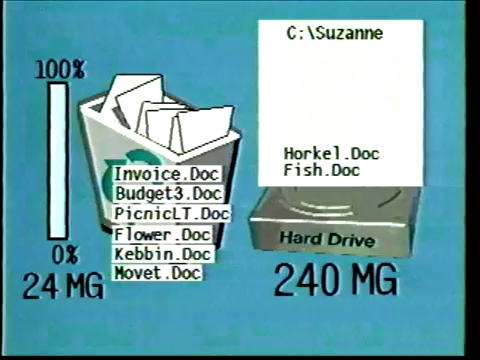 C:\Suzanne
100%
Horkel.Doc
Fish.Doc
Invoice.Doc
Budget3.Doc
PicnicLT.Doc
Flower.Doc
Kebbin.Doc
Movet.Doc
Hard Drive
0%
24 MG
240 MG